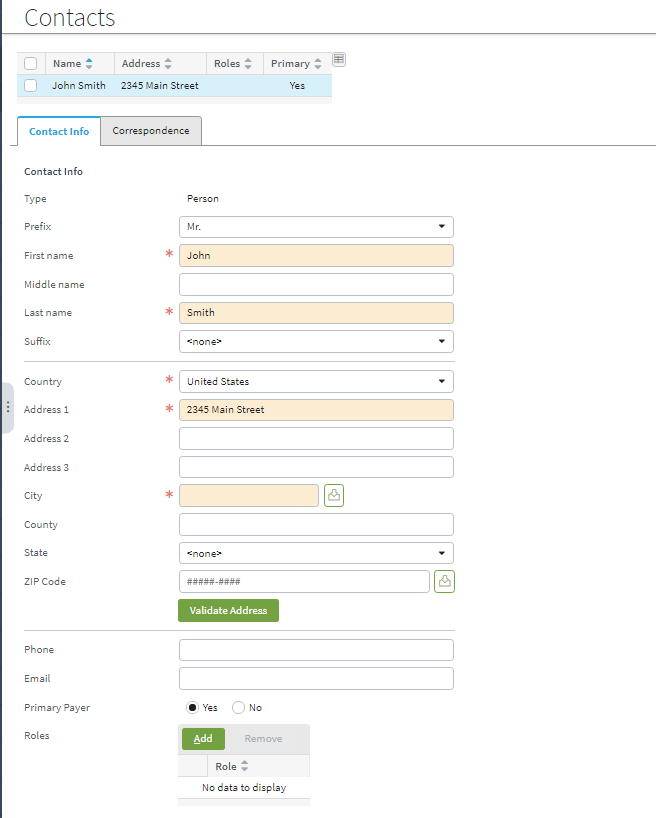 Contacts
Name Address Roles Primary
John Smith 2345 Main Street Yes
Contact Info Correspondence
Contact Info
Type Person
Prefix Mr.
First name * John
Middle name
Last name * Smith
Suffix <none>
Country * United States
Address 1 * 2345 Main Street
Address 2
Address 3
City *
County
State <none>
ZIP Code #####-####
Validate Address
Phone
Email
Primary Payer Yes No
Roles
Add Remove
Role
No data to display